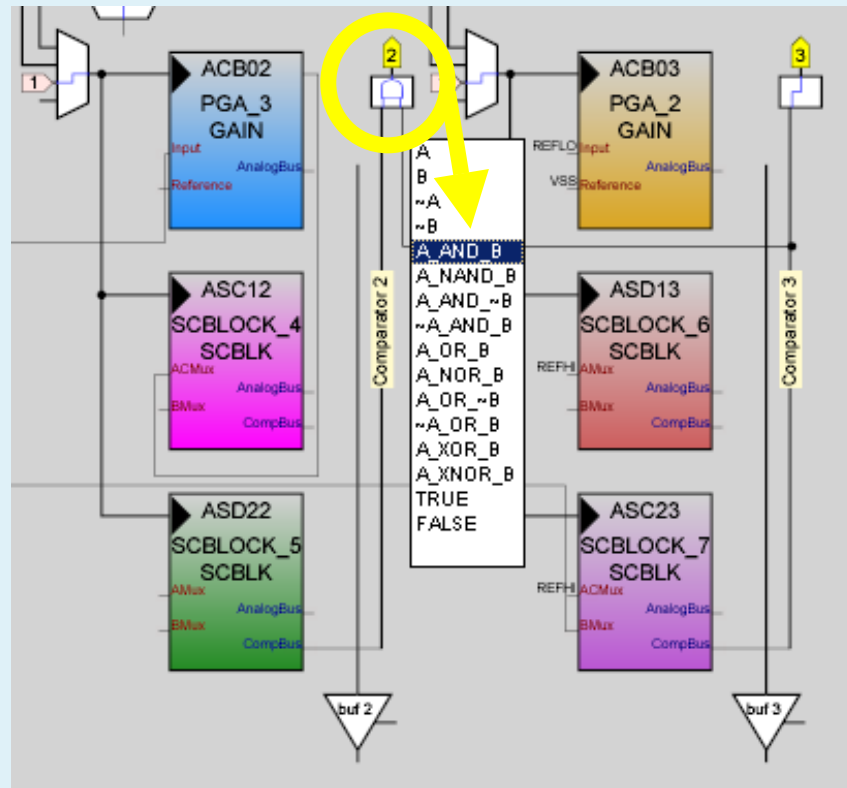 1
ACB02
PGA_3
GAIN
Input
AnalogBus
Reference
2
ACB03
PGA_2
GAIN
REFLO
Input
AnalogBus
VSS
Reference
3
A
B
~A
~B
A_AND_B
A_NAND_B
A_AND_~B
~A_AND_B
A_OR_B
A_NOR_B
A_OR_~B
~A_OR_B
A_XOR_B
A_XNOR_B
TRUE
FALSE
ASC12
SCBLOCK_4
SCBLK
ACMux
AnalogBus
BMux
CompBus
Comparator 2
ASD13
SCBLOCK_6
SCBLK
REFHI
AMux
AnalogBus
BMux
CompBus
Comparator 3
ASD22
SCBLOCK_5
SCBLK
AMux
AnalogBus
BMux
CompBus
ASC23
SCBLOCK_7
SCBLK
REFHI
ACMux
AnalogBus
BMux
CompBus
buf 2
buf 3